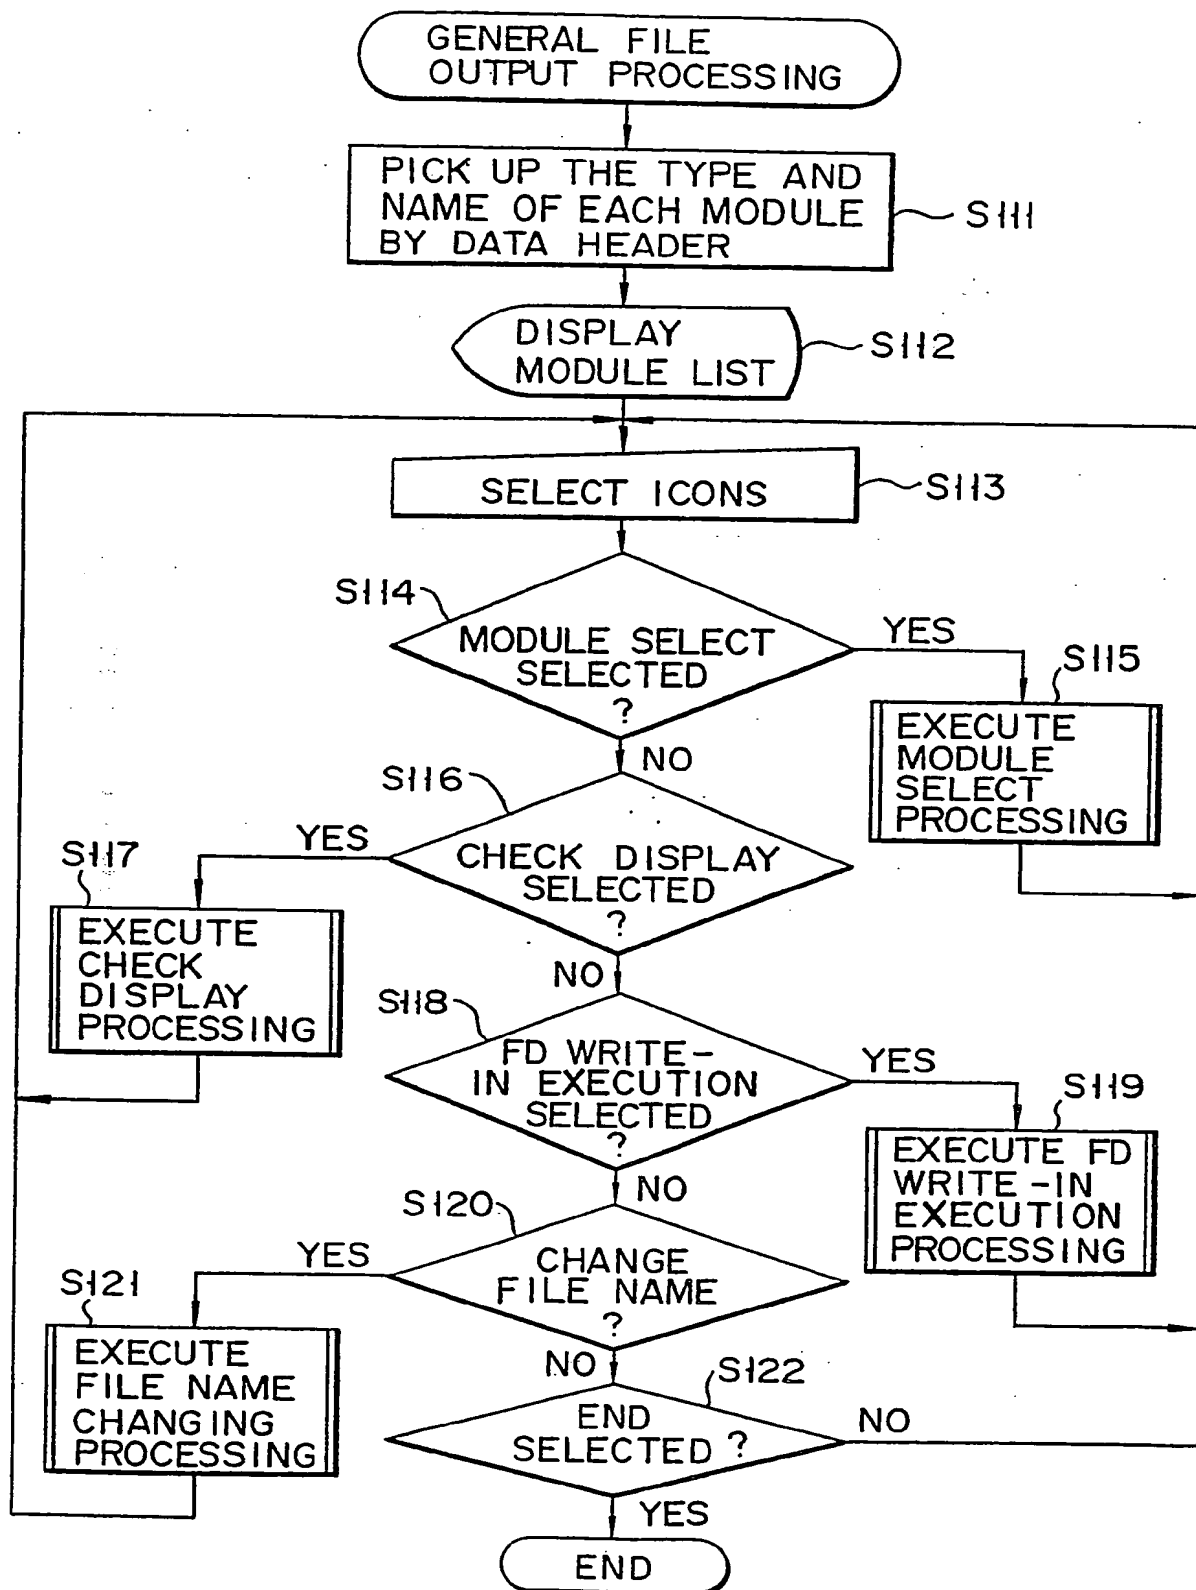 GENERAL FILE
OUTPUT PROCESSING
PICK UP THE TYPE AND
NAME OF EACH MODULE
BY DATA HEADER
S111
DISPLAY
MODULE LIST
S112
SELECT ICONS
S113
S114
MODULE SELECT
SELECTED
?
YES
NO
S115
EXECUTE
MODULE
SELECT
PROCESSING
S116
CHECK DISPLAY
SELECTED
?
YES
NO
S117
EXECUTE
CHECK
DISPLAY
PROCESSING
S118
FD WRITE-
IN EXECUTION
SELECTED
?
YES
NO
S119
EXECUTE FD
WRITE-IN
EXECUTION
PROCESSING
S120
CHANGE
FILE NAME
?
YES
NO
S121
EXECUTE
FILE NAME
CHANGING
PROCESSING
S122
END
SELECTED ?
NO
YES
END